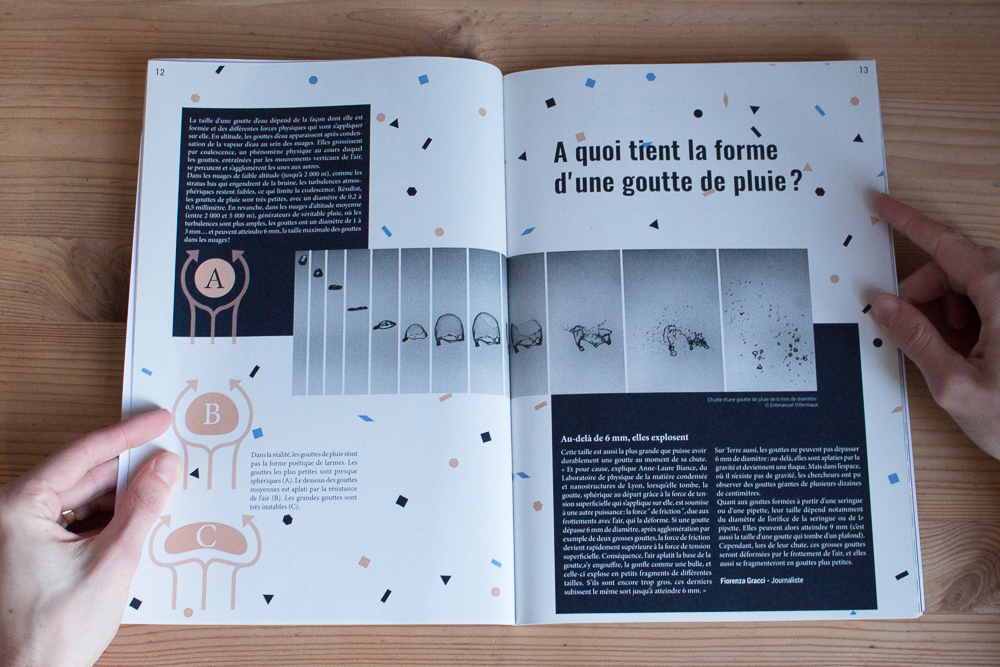 12
La taille d'une goutte d'eau dépend de la façon dont elle est
formée et des différentes forces physiques qui vont s'appliquer
sur elle. En altitude, les gouttes d'eau apparaissent après conden-
sation de la vapeur d'eau au sein des nuages. Elles grossissent
par coalescence, un phénomène physique au cours duquel
les gouttes, entraînées par les mouvements verticaux de l'air,
se percutent et s'agglomèrent les unes aux autres.
Dans les nuages de faible altitude (jusqu'à 2 000 m), comme les
stratus bas qui engendrent de la bruine, les turbulences atmos-
phériques restent faibles, ce qui limite la coalescence. Résultat,
les gouttes de pluie sont très petites, avec un diamètre de 0,2 à
0,5 millimètre. En revanche, dans les nuages d'altitude moyenne
(entre 2 000 et 5 000 m), générateurs de véritable pluie, où les
turbulences sont plus amples, les gouttes ont un diamètre de 1 à
3 mm... et peuvent atteindre 6 mm, la taille maximale des gouttes
dans les nuages !
A
B
Dans la réalité, les gouttes de pluie n'ont
pas la forme poétique de larmes. Les
gouttes les plus petites sont presque
sphériques (A). Le dessous des gouttes
moyennes est aplati par la résistance
de l'air (B). Les grandes gouttes sont
très instables (C).
C
13
A quoi tient la forme
d'une goutte de pluie ?
Chute d'une goutte de pluie de 6 mm de diamètre
© Emmanuel Villermaux
Au-delà de 6 mm, elles explosent
Cette taille est aussi la plus grande que puisse avoir
durablement une goutte au moment de sa chute.
« Et pour cause, explique Anne-Laure Biance, du
Laboratoire de physique de la matière condensée
et nanostructures de Lyon, lorsqu'elle tombe, la
goutte, sphérique au départ grâce à la force de ten-
sion superficielle qui s'applique sur elle, est soumise
à une autre puissance : la force " de friction ", due aux
frottements avec l'air, qui la déforme. Si une goutte
dépasse 6 mm de diamètre, après agglomération par
exemple de deux grosses gouttes, la force de friction
devient rapidement supérieure à la force de tension
superficielle. Conséquence, l'air aplatit la base de la
goutte, s'y engouffre, la gonfle comme une bulle, et
celle-ci explose en petits fragments de différentes
tailles. S'ils sont encore trop gros, ces derniers
subissent le même sort jusqu'à atteindre 6 mm. »
Sur Terre aussi, les gouttes ne peuvent pas dépasser
6 mm de diamètre : au-delà, elles sont aplaties par la
gravité et deviennent une flaque. Mais dans l'espace,
où il n'existe pas de gravité, les chercheurs ont pu
observer des gouttes géantes de plusieurs dizaines
de centimètres.
Quant aux gouttes formées à partir d'une seringue
ou d'une pipette, leur taille dépend notamment
du diamètre de l'orifice de la seringue ou de la
pipette. Elles peuvent alors atteindre 9 mm (c'est
aussi la taille d'une goutte qui tombe d'un plafond).
Cependant, lors de leur chute, ces grosses gouttes
seront déformées par le frottement de l'air, et elles
aussi se fragmenteront en gouttes plus petites.
Fiorenza Gracci - Journaliste